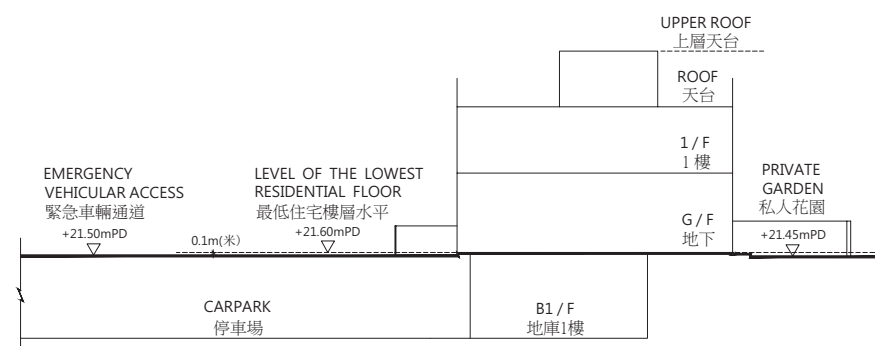 UPPER ROOF
上層天台
ROOF
天台
1 / F
1 樓
EMERGENCY
VEHICULAR ACCESS
緊急車輛通道
+21.50mPD
0.1m(米)
LEVEL OF THE LOWEST
RESIDENTIAL FLOOR
最低住宅樓層水平
+21.60mPD
G / F
地下
PRIVATE
GARDEN
私人花園
+21.45mPD
CARPARK
停車場
B1 / F
地庫1樓